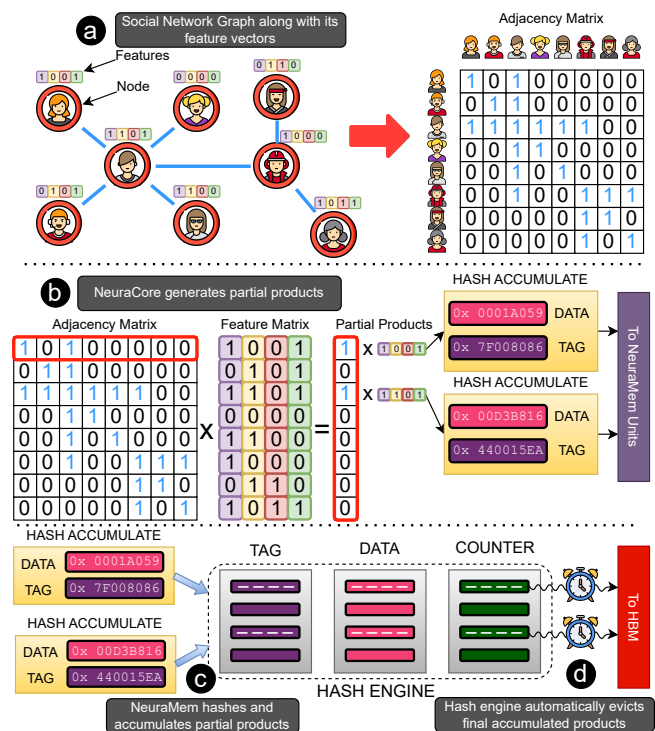 a
Social Network Graph along with its
feature vectors
Features
Node
1 0 0 1
0 0 0 0
0 1 1 0
1 1 0 1
1 0 0 0
0 1 0 1
1 1 0 0
1 0 1 1
Adjacency Matrix
1 0 1 0 0 0 0 0
0 1 1 0 0 0 0 0
1 1 1 1 1 1 0 0
0 0 1 1 0 0 0 0
0 0 1 0 1 0 0 0
0 0 1 0 0 1 1 1
0 0 0 0 0 1 1 0
0 0 0 0 0 1 0 1
b
NeuraCore generates partial products
Adjacency Matrix
1 0 1 0 0 0 0 0
0 1 1 0 0 0 0 0
1 1 1 1 1 1 0 0
0 0 1 1 0 0 0 0
0 0 1 0 1 0 0 0
0 0 1 0 0 1 1 1
0 0 0 0 0 1 1 0
0 0 0 0 0 1 0 1
x
Feature Matrix
1 0 0 1
0 1 0 1
1 1 0 1
0 0 0 0
1 1 0 0
1 0 0 0
0 1 1 0
1 0 1 1
=
Partial Products
1 x 1 0 0 1
0
1 x 1 1 0 1
0
0
0
0
0
HASH ACCUMULATE
0x 0001A059 DATA
0x 7F008086 TAG
HASH ACCUMULATE
0x 00D3B816 DATA
0x 440015EA TAG
To NeuraMem Units
HASH ACCUMULATE
DATA 0x 0001A059
TAG 0x 7F008086
HASH ACCUMULATE
DATA 0x 00D3B816
TAG 0x 440015EA
TAG
DATA
COUNTER
To HBM
c
HASH ENGINE
d
NeuraMem hashes and
accumulates partial products
Hash engine automatically evicts
final accumulated products